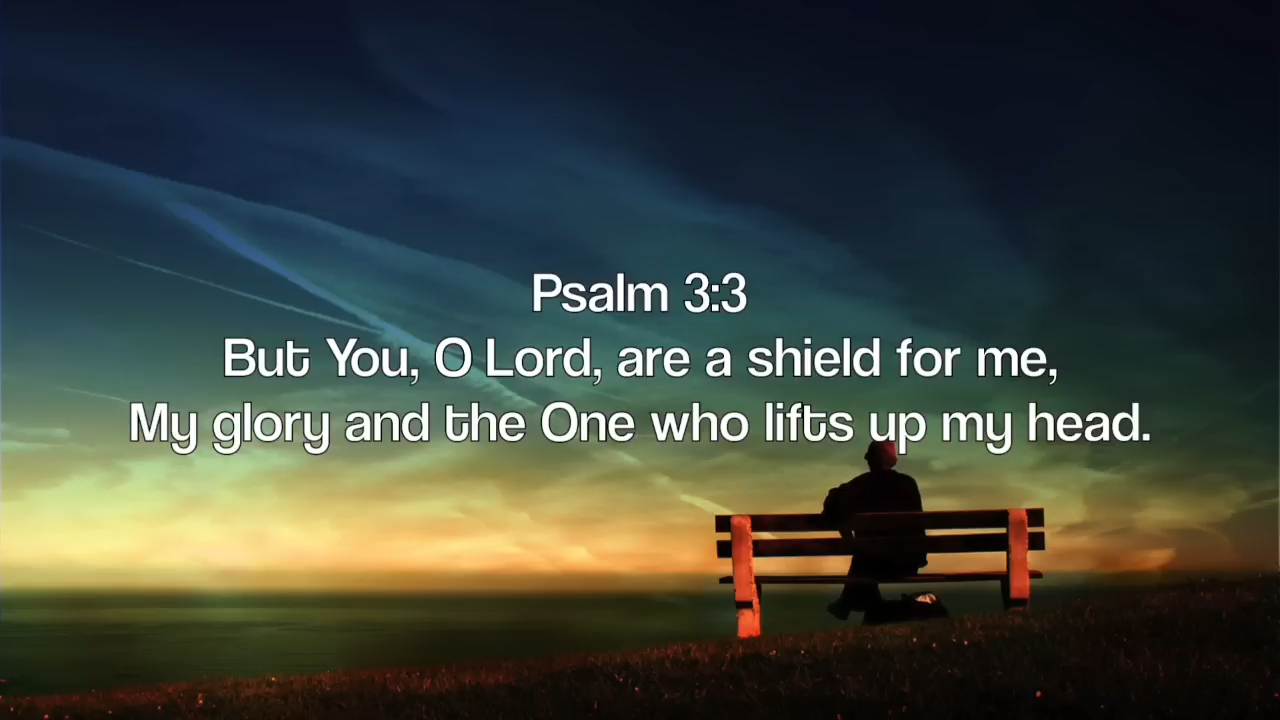 Psalm 3:3
But You, O Lord, are a shield for me,
My glory and the One who lifts up my head.